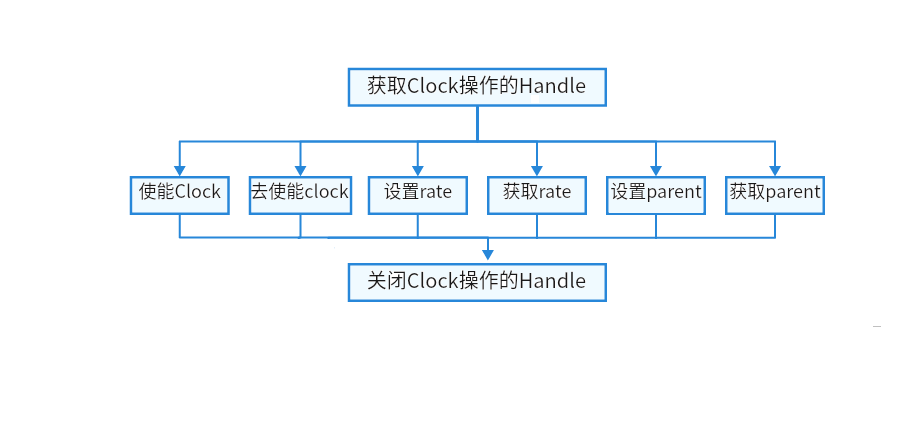 获取Clock操作的Handle
使能Clock
去使能clock
设置rate
获取rate
设置parent
获取parent
关闭Clock操作的Handle